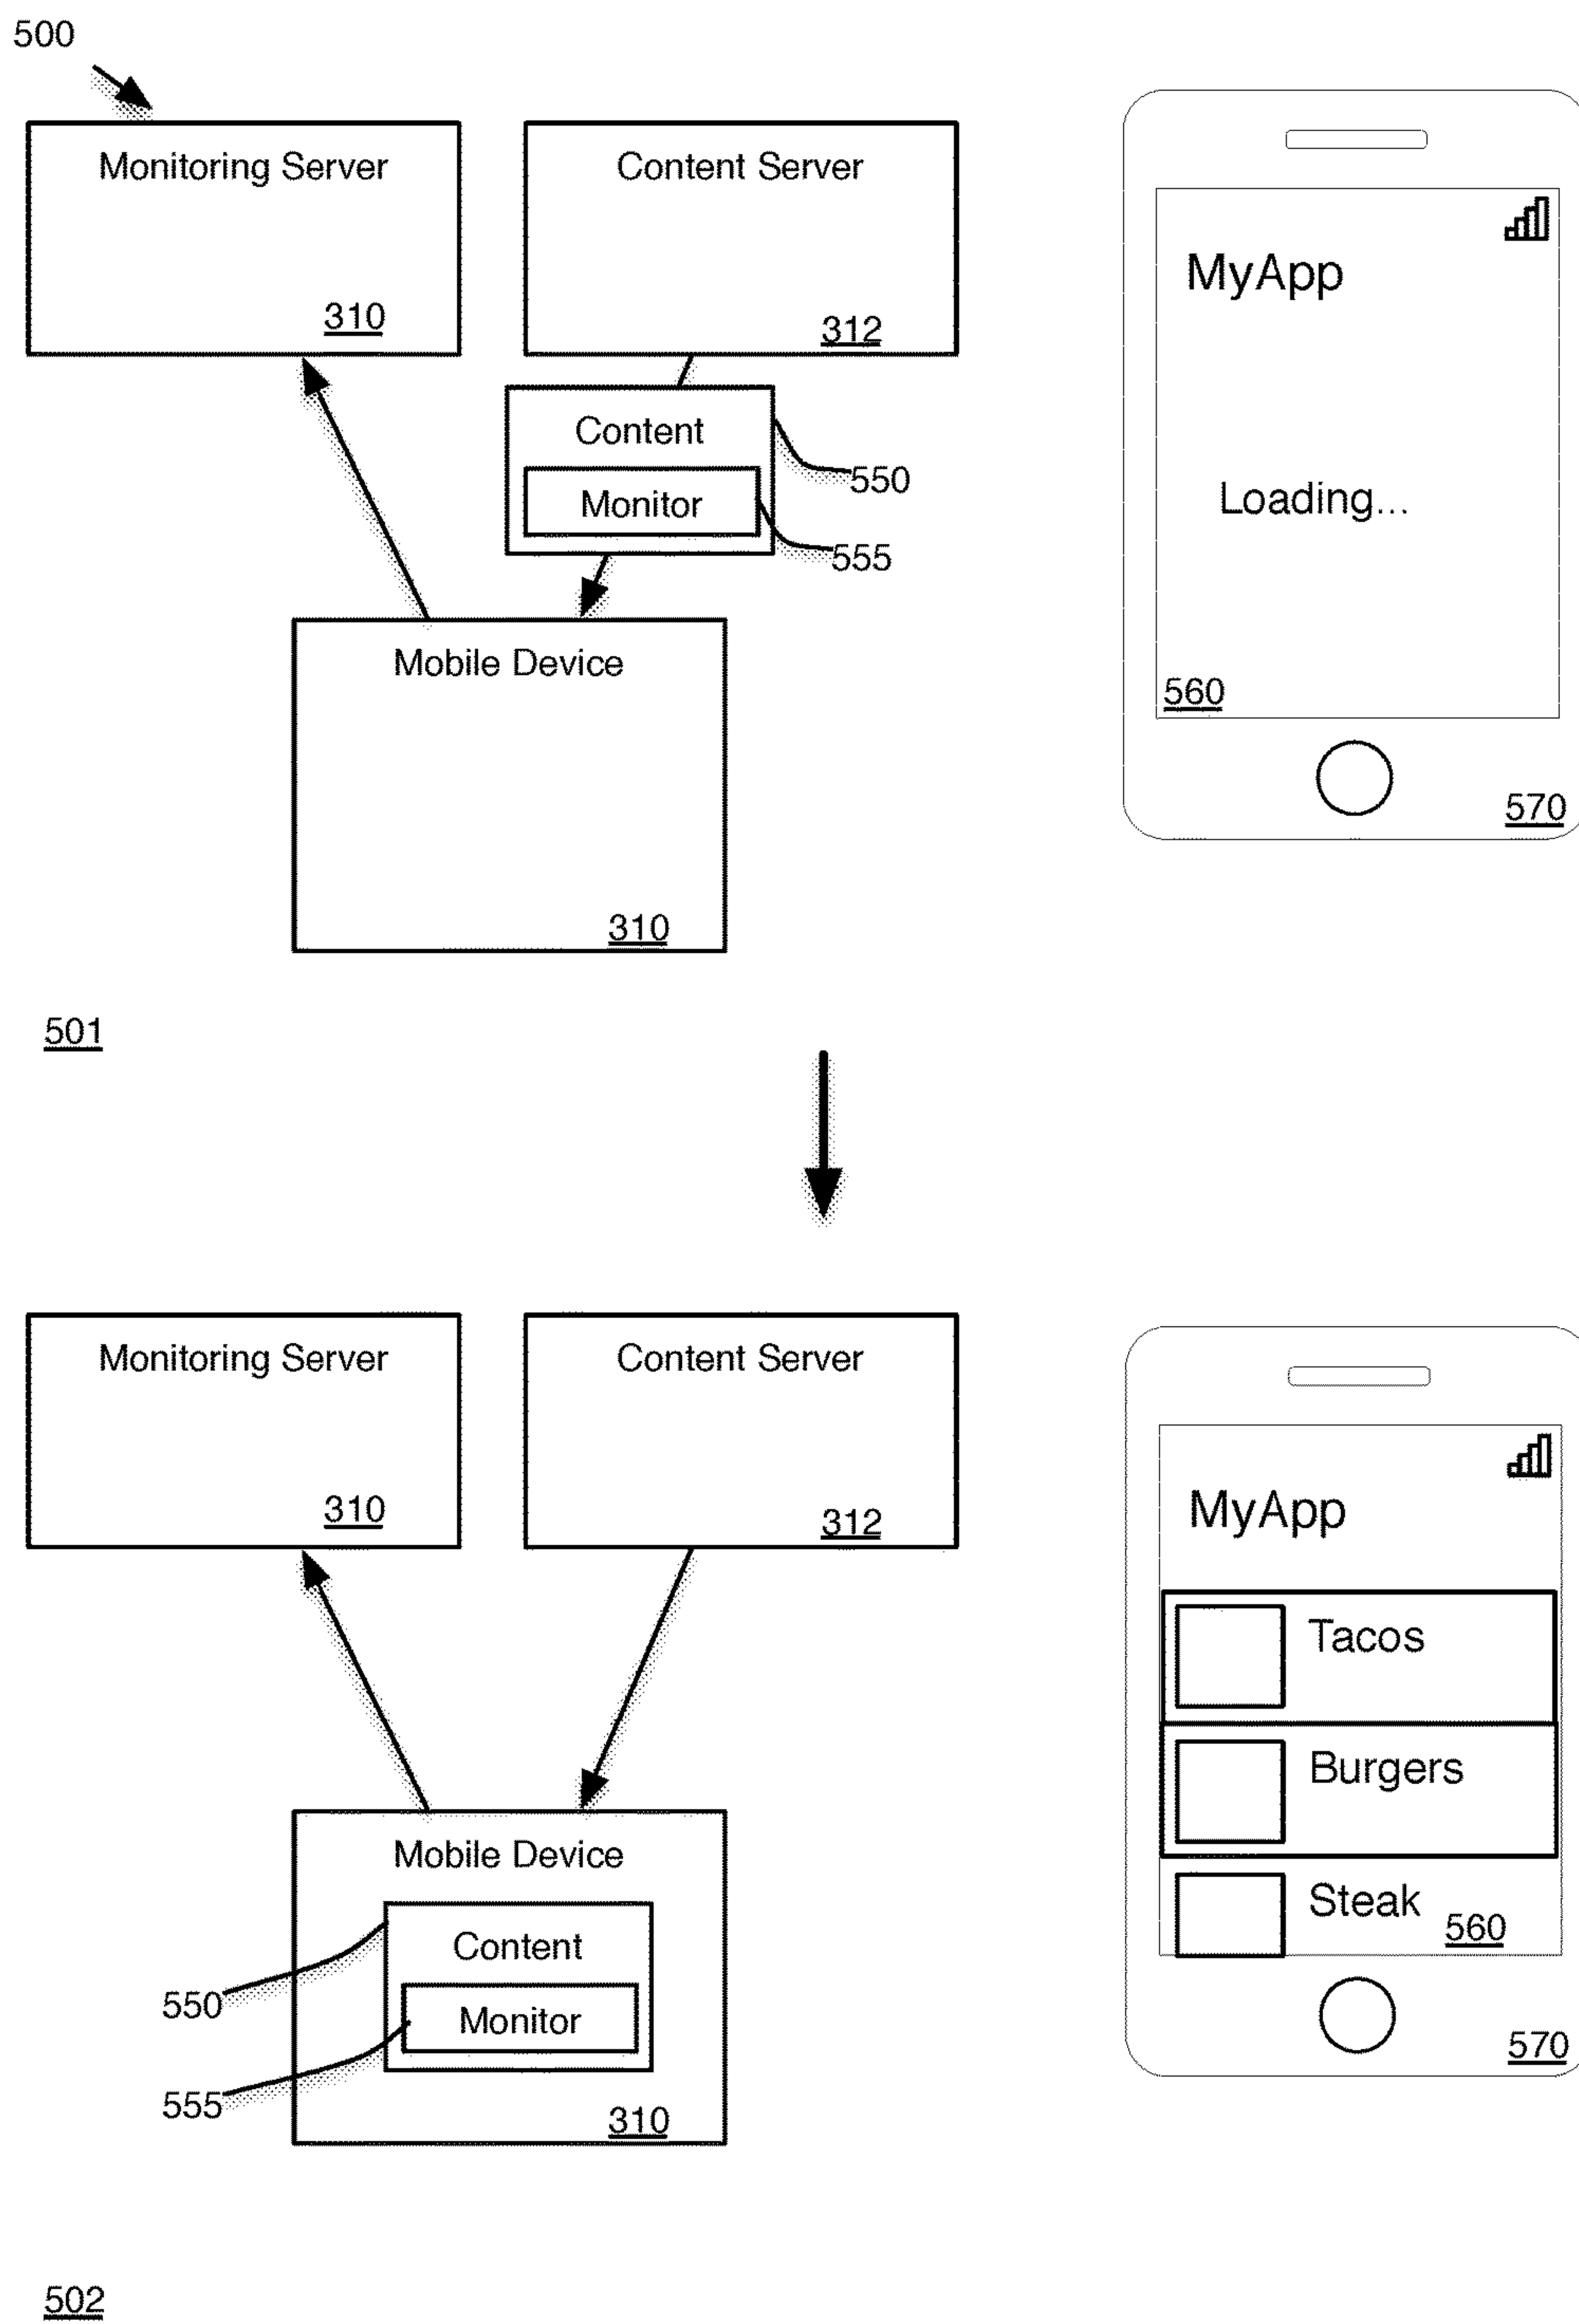 500
Monitoring Server
310
Content Server
312
Content
Monitor
550
555
Mobile Device
310
MyApp
Loading...
560
570
501
Monitoring Server
310
Content Server
312
Mobile Device
Content
Monitor
550
555
310
MyApp
Tacos
Burgers
Steak
560
570
502